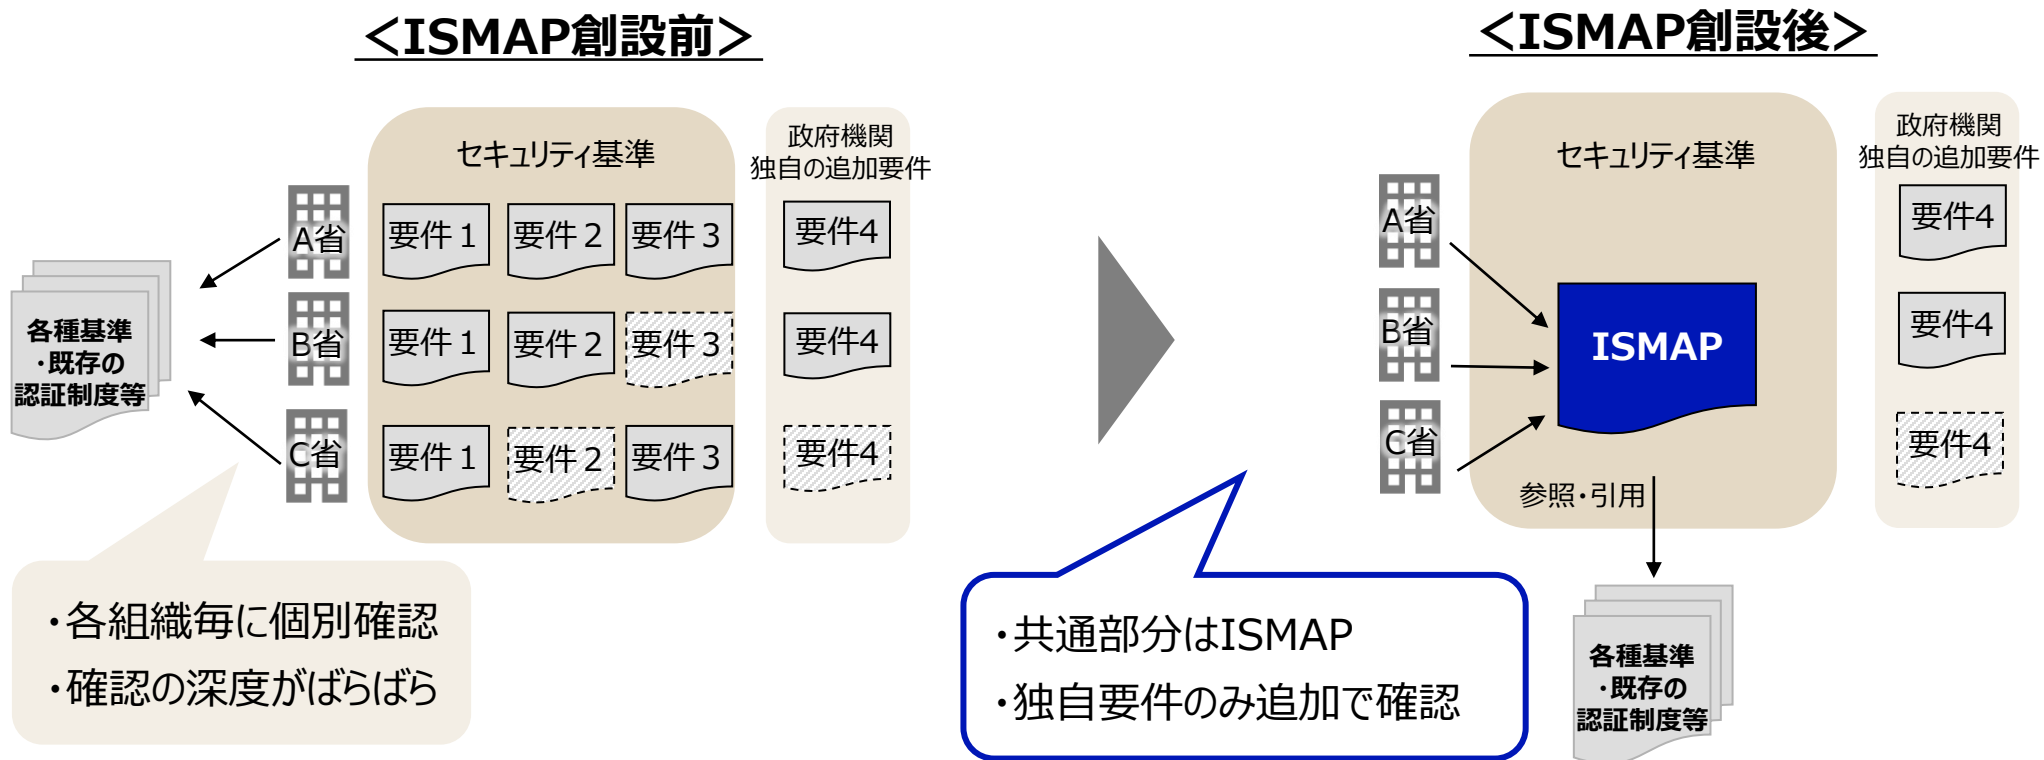 ＜ISMAP創設前＞
セキュリティ基準
政府機関
独自の追加要件
A省
要件１
要件２
要件３
要件4
B省
要件１
要件２
要件３
要件4
C省
要件１
要件２
要件３
要件4
各種基準
・既存の
認証制度等
・各組織毎に個別確認
・確認の深度がばらばら
＜ISMAP創設後＞
セキュリティ基準
政府機関
独自の追加要件
A省
B省
C省
ISMAP
要件4
要件4
要件4
参照・引用
各種基準
・既存の
認証制度等
・共通部分はISMAP
・独自要件のみ追加で確認